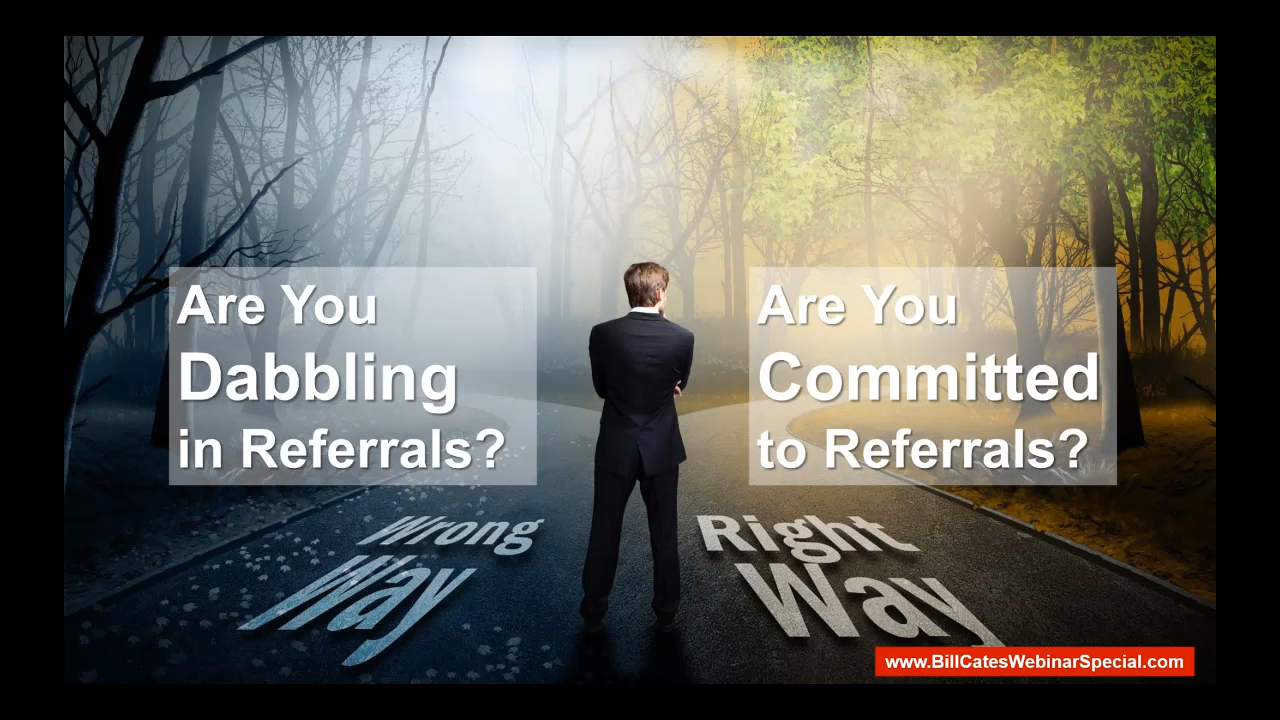 Are You
Dabbling
in Referrals?
Are You
Committed
to Referrals?
Wrong
Way
Right
Way
www.BillCatesWebinarSpecial.com